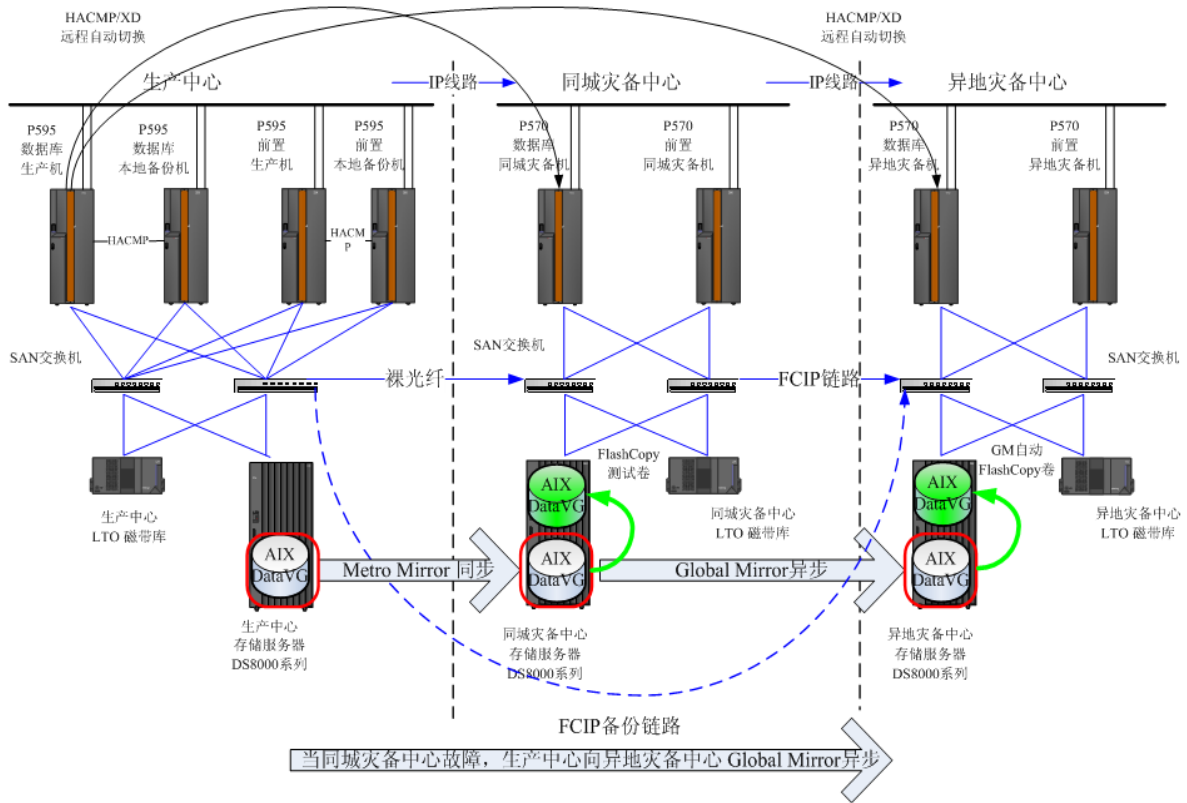 HACMP/XD
远程自动切换
HACMP/XD
远程自动切换
生产中心
IP线路
同城灾备中心
IP线路
异地灾备中心
P595
数据库
生产机
P595
数据库
本地备份机
P595
前置
生产机
P595
前置
本地备份机
P570
数据库
同城灾备机
P570
前置
同城灾备机
P570
数据库
异地灾备机
P570
前置
异地灾备机
HACMP
HACM
P
SAN交换机
SAN交换机
SAN交换机
裸光纤
FCIP链路
生产中心
LTO 磁带库
AIX
DataVG
生产中心
存储服务器
DS8000系列
Metro Mirror 同步
FlashCopy
测试卷
AIX
DataVG
AIX
DataVG
同城灾备中心
LTO 磁带库
同城灾备中心
存储服务器
DS8000系列
Global Mirror异步
GM自动
FlashCopy卷
AIX
DataVG
AIX
DataVG
异地灾备中心
LTO 磁带库
异地灾备中心
存储服务器
DS8000系列
FCIP备份链路
当同城灾备中心故障，生产中心向异地灾备中心 Global Mirror异步